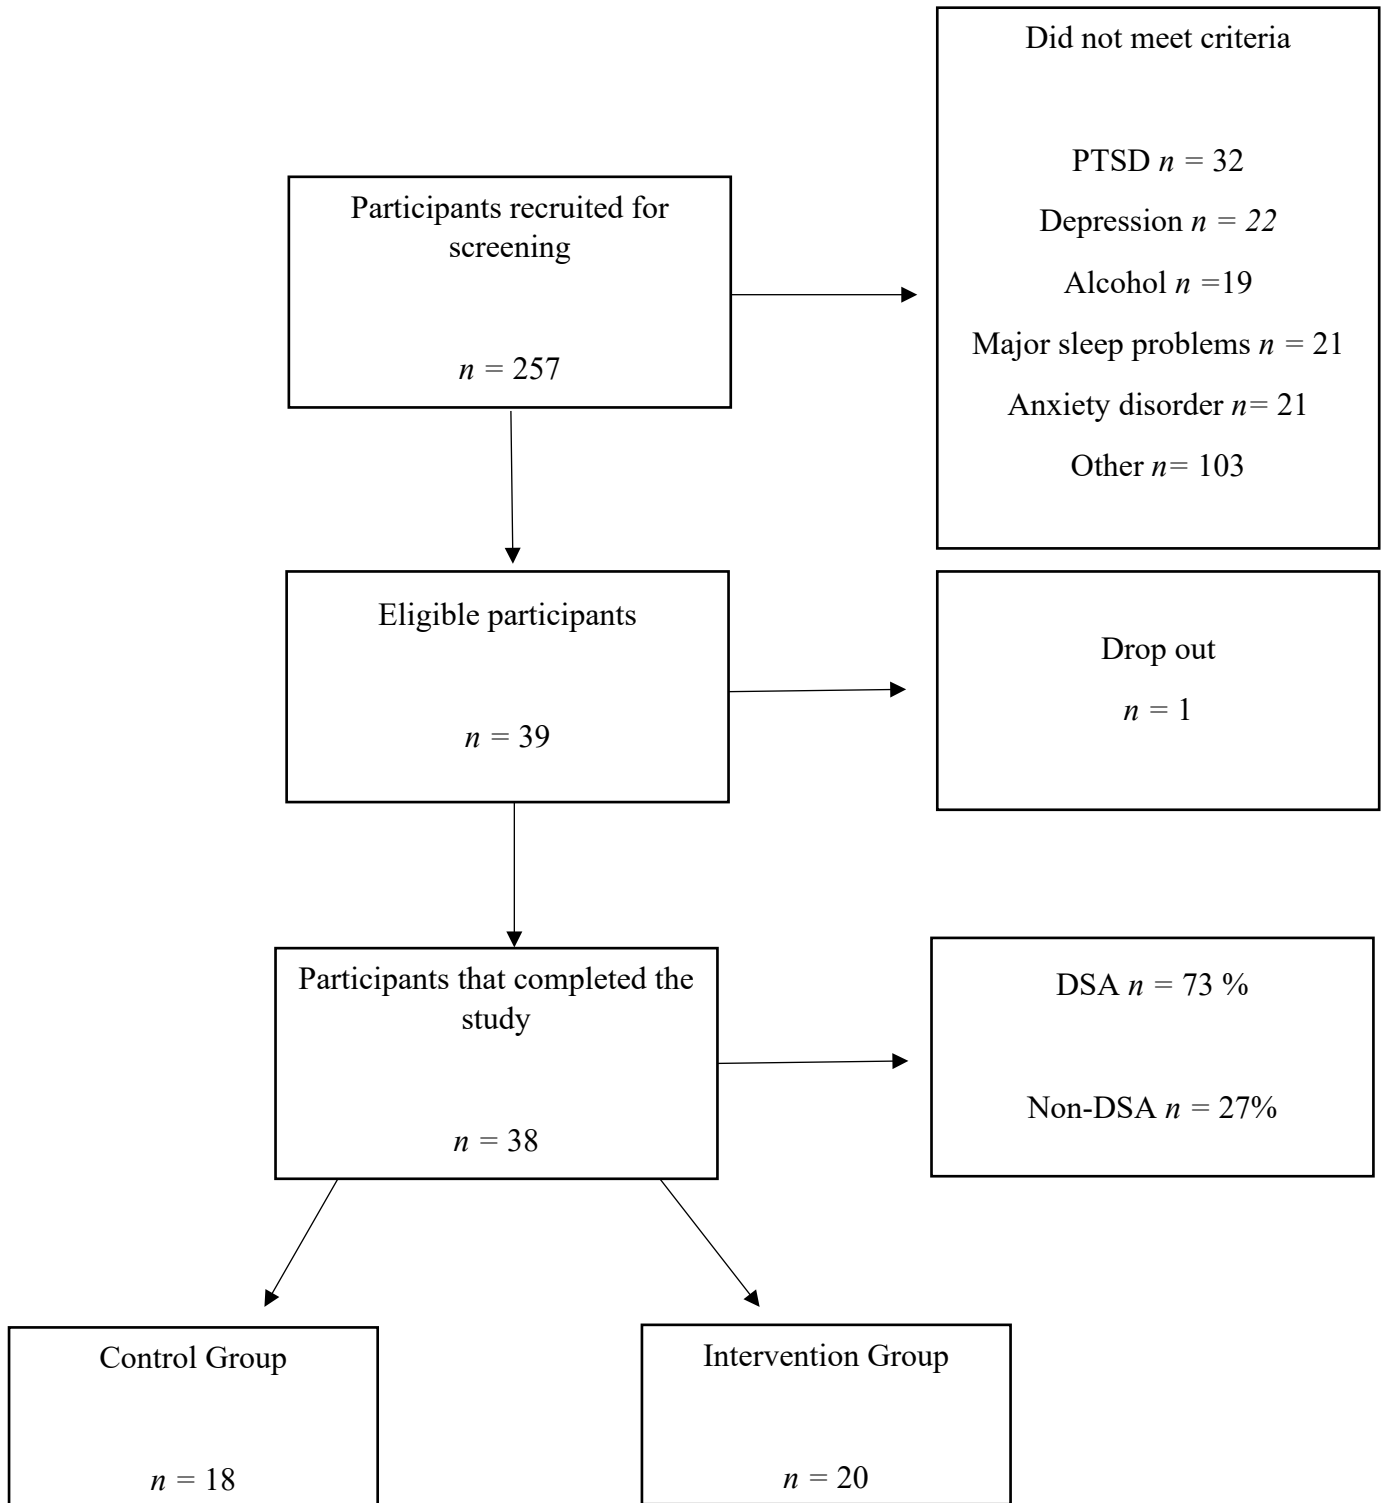 Did not meet criteria
PTSD n = 32
Depression n = 22
Alcohol n =19
Major sleep problems n = 21
Anxiety disorder n= 21
Other n= 103
Participants recruited for
screening
n = 257
Eligible participants
n = 39
Drop out
n = 1
Participants that completed the
study
n = 38
DSA n = 73 %
Non-DSA n = 27%
Control Group
n = 18
Intervention Group
n = 20